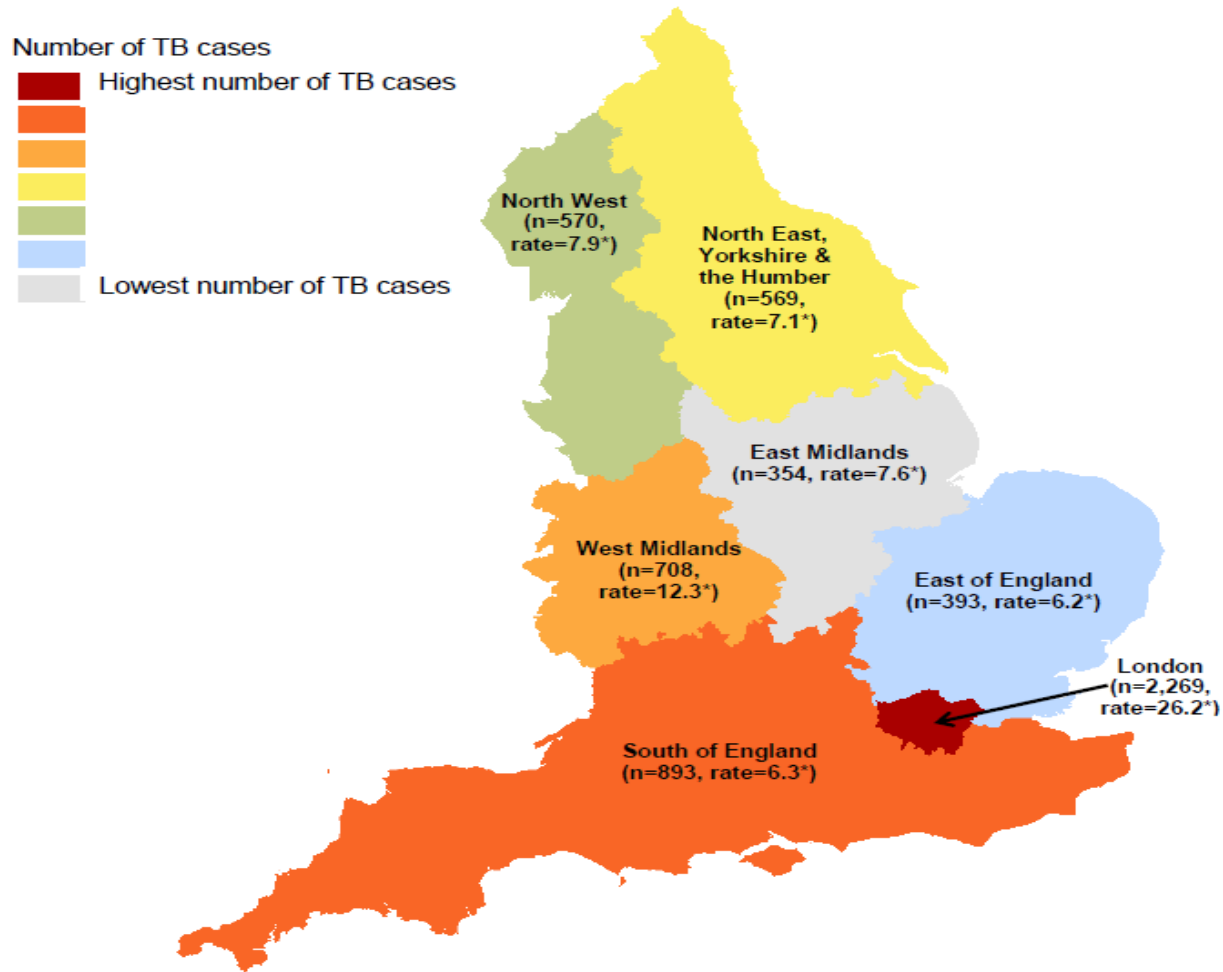 Number of TB cases
Highest number of TB cases
Lowest number of TB cases
North West
(n=570,
rate=7.9*)
North East,
Yorkshire &
the Humber
(n=569,
rate=7.1*)
East Midlands
(n=354, rate=7.6*)
West Midlands
(n=708,
rate=12.3*)
East of England
(n=393, rate=6.2*)
London
(n=2,269,
rate=26.2*)
South of England
(n=893, rate=6.3*)